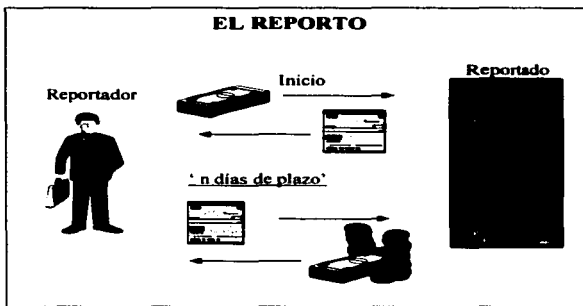 EL REPORTO
Inicio
Reportador
Reportado
' n días de plazo'